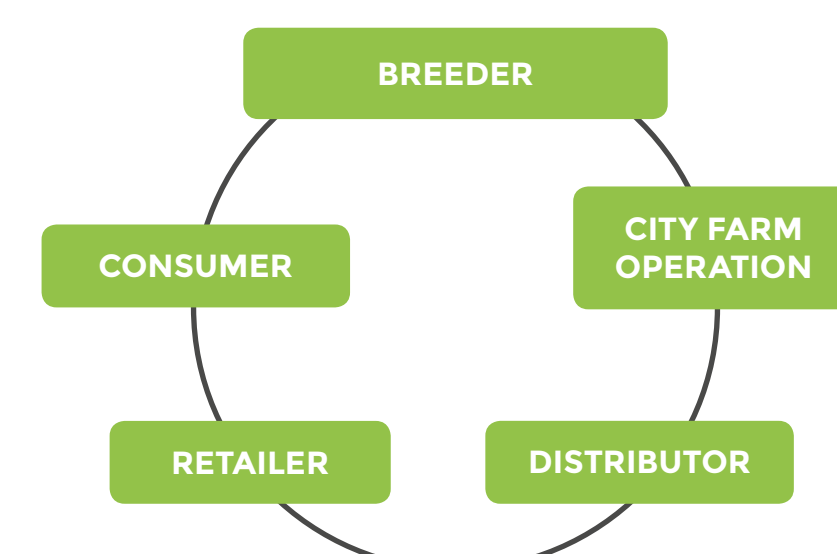 BREEDER
CITY FARM
OPERATION
CONSUMER
RETAILER
DISTRIBUTOR